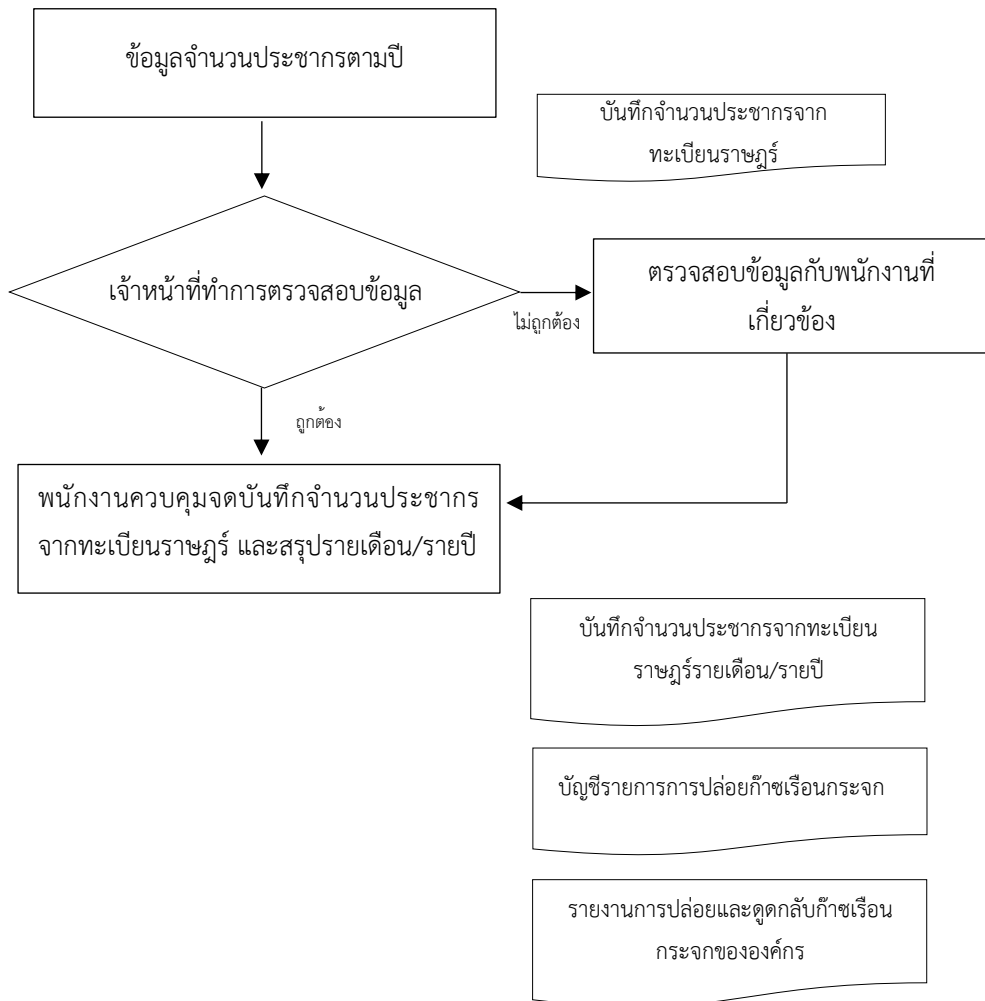 ข้อมูลจำนวนประชากรตามปี
บันทึกจำนวนประชากรจาก
ทะเบียนราษฎร์
เจ้าหน้าที่ทำการตรวจสอบข้อมูล
ตรวจสอบข้อมูลกับพนักงานที่
เกี่ยวข้อง
ไม่ถูกต้อง
ถูกต้อง
พนักงานควบคุมจดบันทึกจำนวนประชากร
จากทะเบียนราษฎร์ และสรุปรายเดือน/รายปี
บันทึกจำนวนประชากรจากทะเบียน
ราษฎร์รายเดือน/รายปี
บัญชีรายการการปล่อยก๊าซเรือนกระจก
รายงานการปล่อยและดูดกลับก๊าซเรือน
กระจกขององค์กร